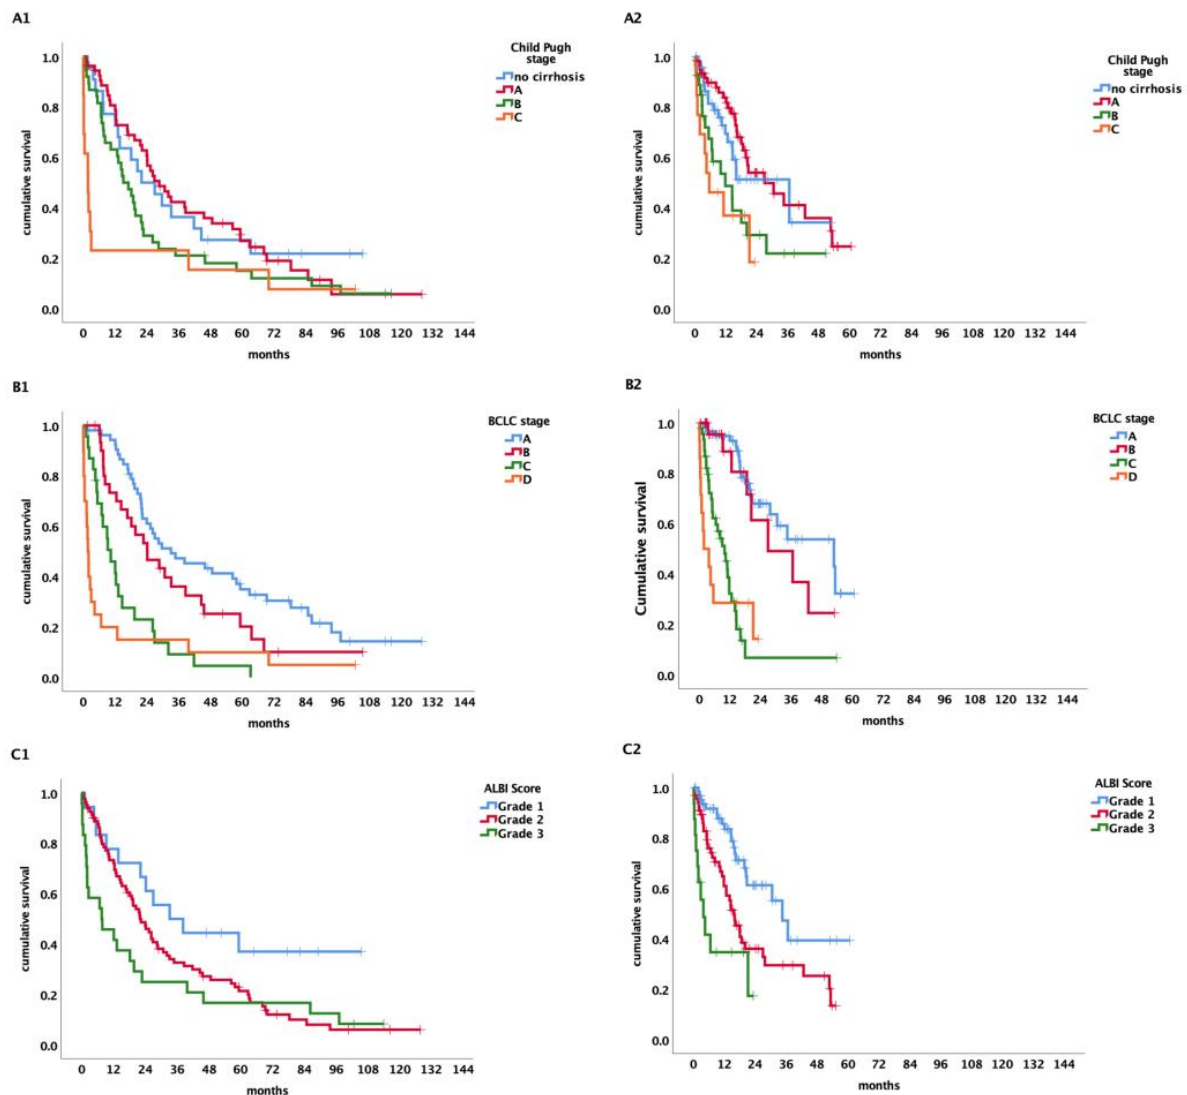 A1
Child Pugh
stage
no cirrhosis
A
B
C
cumulative survival
1.0
0.8
0.6
0.4
0.2
0.0
0 12 24 36 48 60 72 84 96 108 120 132 144
months
A2
Child Pugh
stage
no cirrhosis
A
B
C
cumulative survival
1.0
0.8
0.6
0.4
0.2
0.0
0 12 24 36 48 60 72 84 96 108 120 132 144
months
B1
BCLC stage
A
B
C
D
cumulative survival
1.0
0.8
0.6
0.4
0.2
0.0
0 12 24 36 48 60 72 84 96 108 120 132 144
months
B2
BCLC stage
A
B
C
D
Cumulative survival
1.0
0.8
0.6
0.4
0.2
0.0
0 12 24 36 48 60 72 84 96 108 120 132 144
months
C1
ALBI Score
Grade 1
Grade 2
Grade 3
cumulative survival
1.0
0.8
0.6
0.4
0.2
0.0
0 12 24 36 48 60 72 84 96 108 120 132 144
months
C2
ALBI Score
Grade 1
Grade 2
Grade 3
cumulative survival
1.0
0.8
0.6
0.4
0.2
0.0
0 12 24 36 48 60 72 84 96 108 120 132 144
months